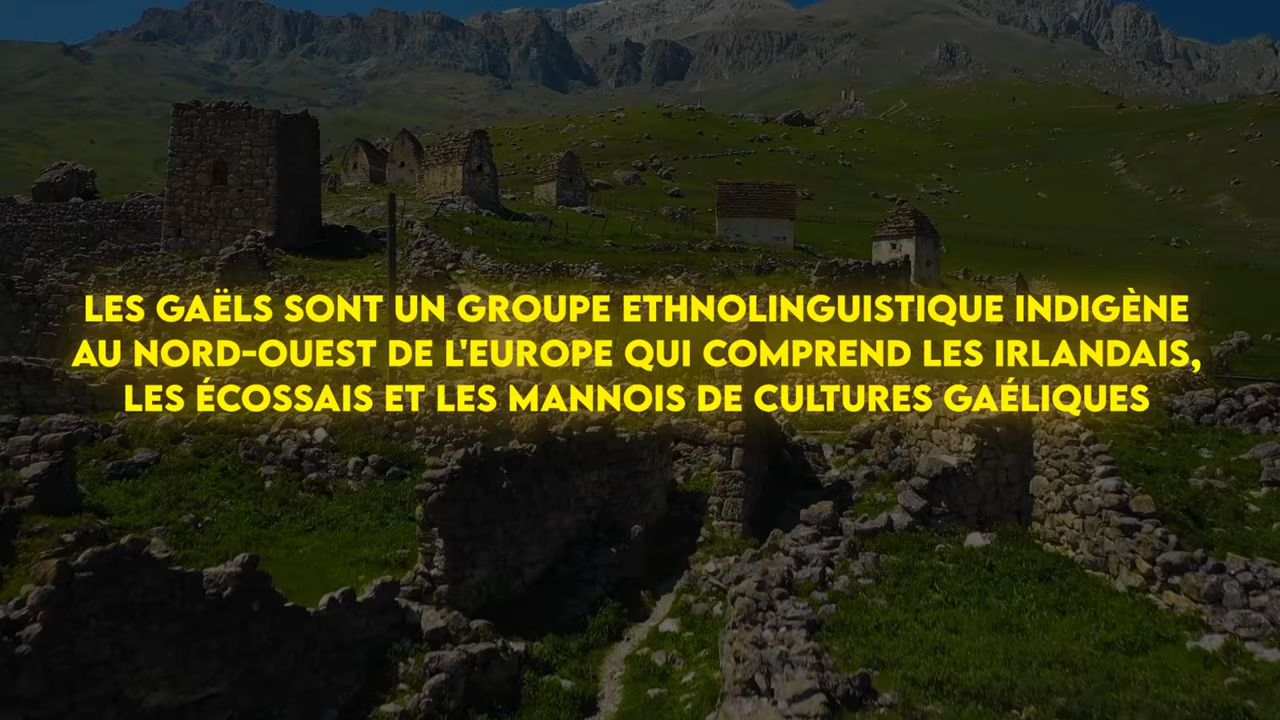 LES GAËLS SONT UN GROUPE ETHNOLINGUISTIQUE INDIGÈNE
AU NORD-OUEST DE L'EUROPE QUI COMPREND LES IRLANDAIS,
LES ÉCOSSAIS ET LES MANNOIS DE CULTURES GAÉLIQUES